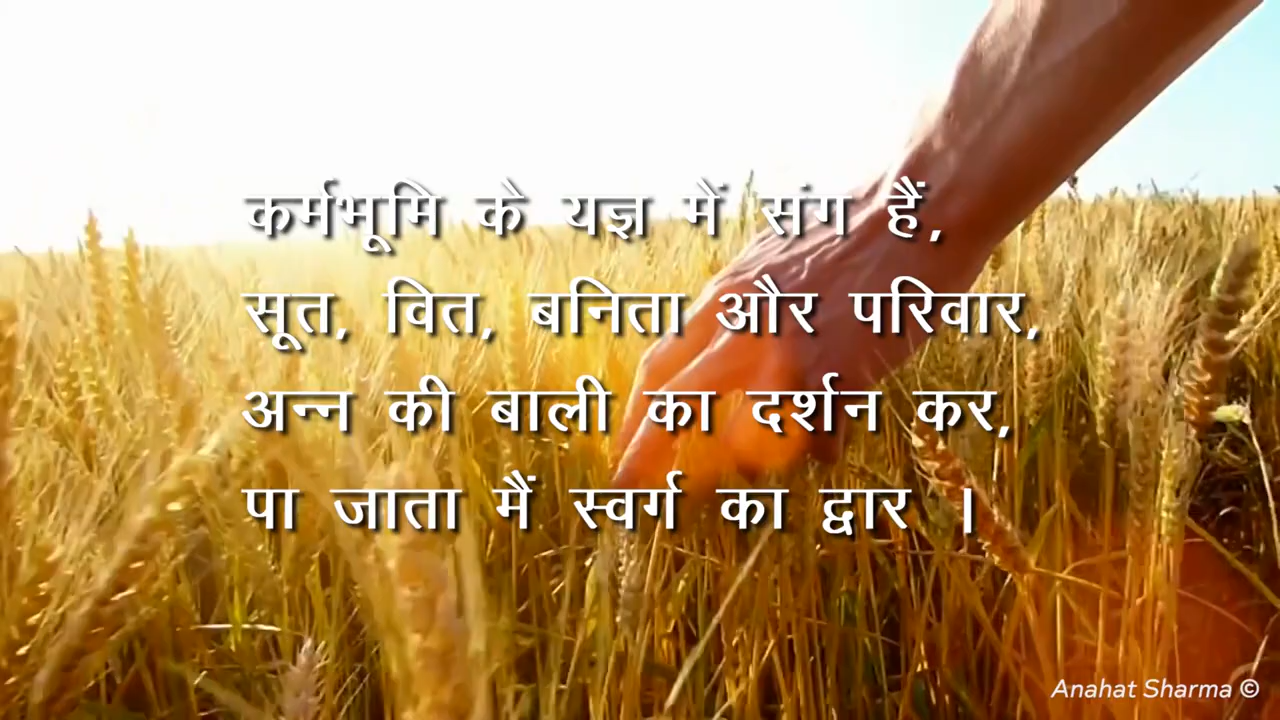 कर्मभूमि के यज्ञ में संग हैं,
सूत, वित, बनिता और परिवार,
अन्न की बाली का दर्शन कर,
पा जाता मैं स्वर्ग का द्वार ।
Anahat Sharma ©